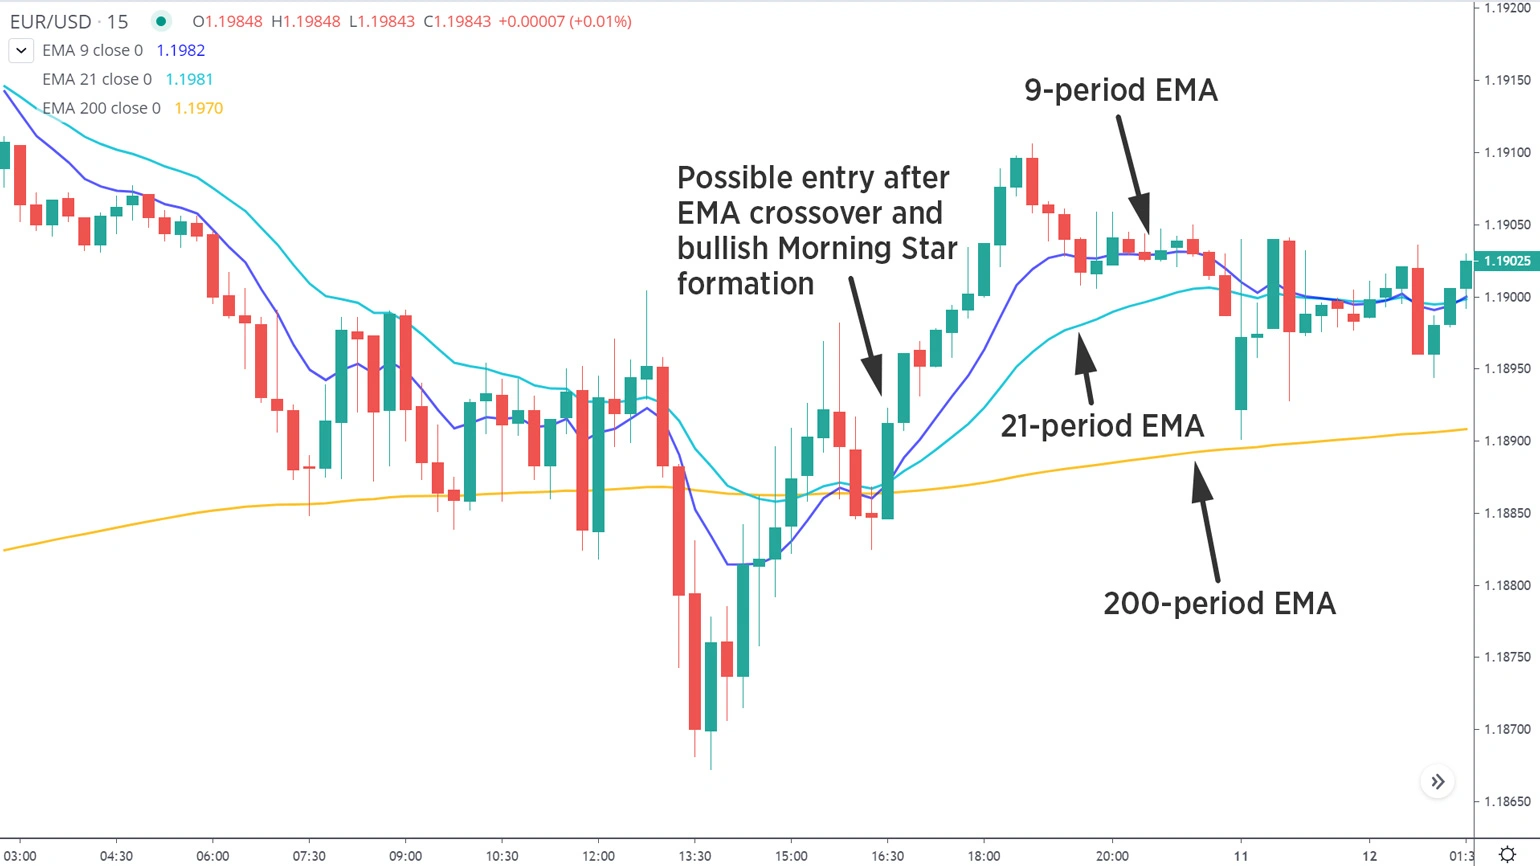 EUR/USD · 15 O1.19848 H1.19848 L1.19843 C1.19843 +0.00007 (+0.01%)
EMA 9 close 0 1.1982
EMA 21 close 0 1.1981
EMA 200 close 0 1.1970
9-period EMA
Possible entry after
EMA crossover and
bullish Morning Star
formation
21-period EMA
200-period EMA
1.19200
1.19150
1.19100
1.19050
1.19025
1.19000
1.18950
1.18900
1.18850
1.18800
1.18750
1.18700
1.18650
03:00 04:30 06:00 07:30 09:00 10:30 12:00 13:30 15:00 16:30 18:00 20:00 11 12 01:3